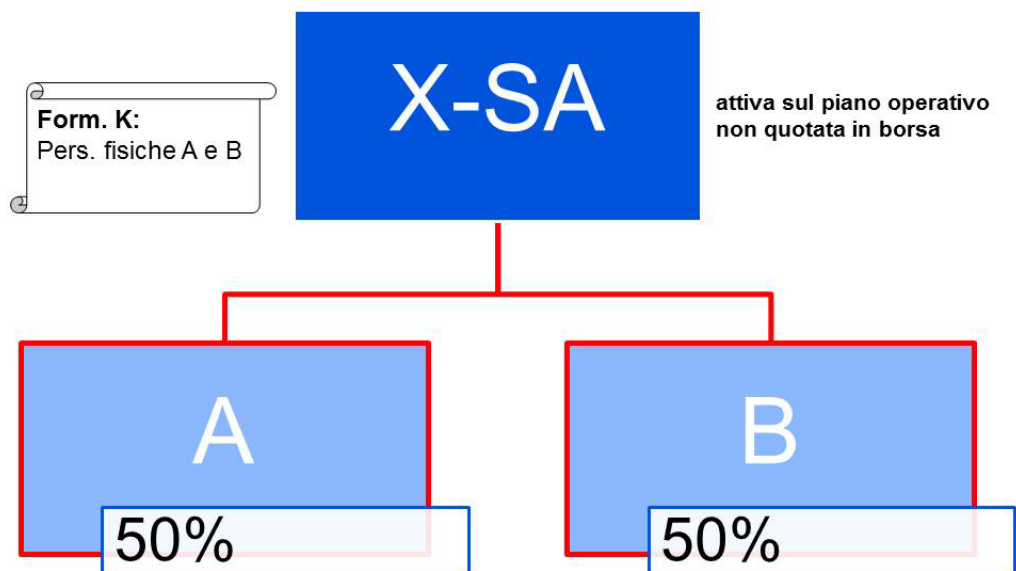 X-SA
Form. K:
Pers. fisiche A e B
attiva sul piano operativo
non quotata in borsa
A
B
50%
50%